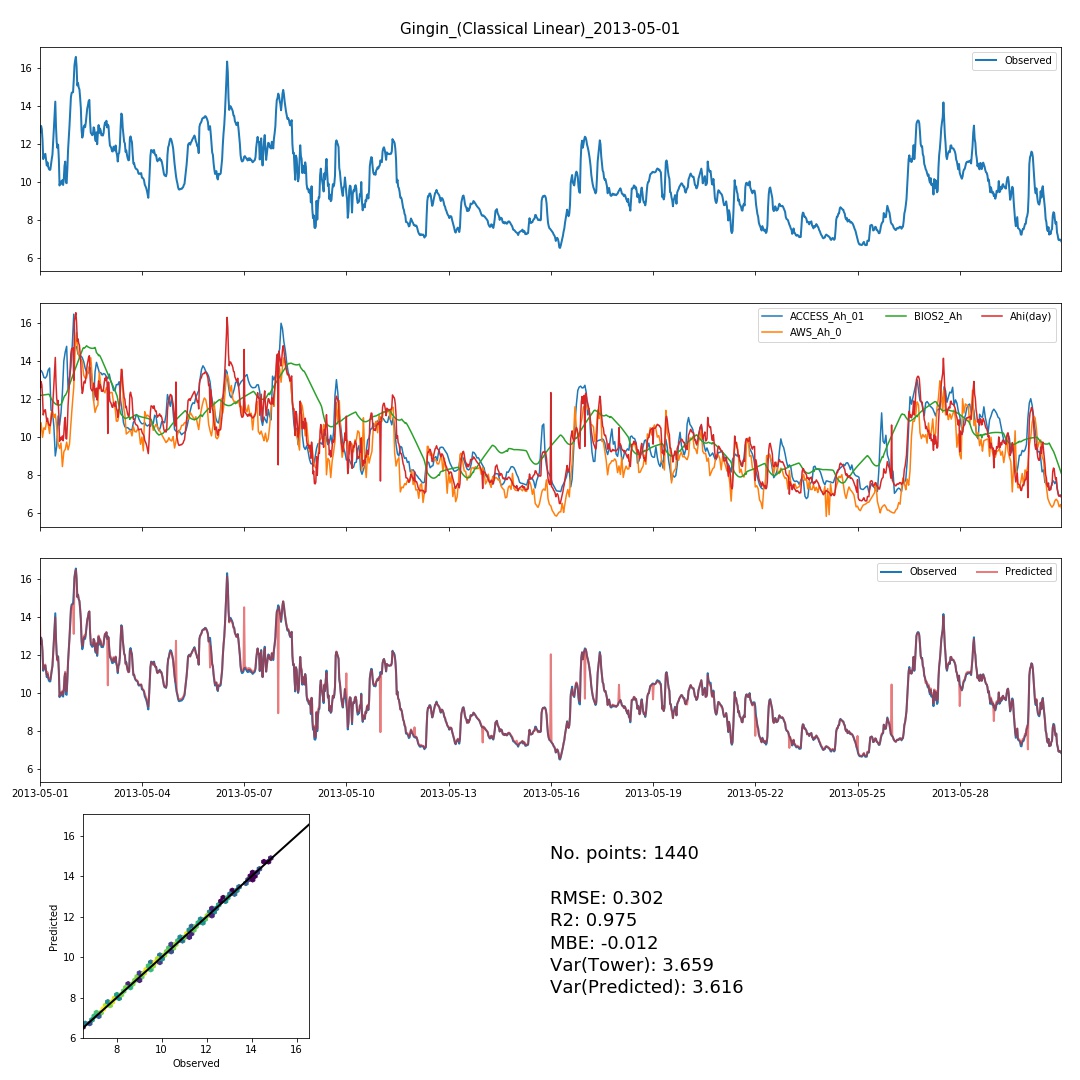 Gingin_(Classical Linear)_2013-05-01
Observed
16
14
12
10
8
6
ACCESS_Ah_01 BIOS2_Ah Ahi(day)
AWS_Ah_0
16
14
12
10
8
6
Observed Predicted
16
14
12
10
8
6
2013-05-01 2013-05-04 2013-05-07 2013-05-10 2013-05-13 2013-05-16 2013-05-19 2013-05-22 2013-05-25 2013-05-28
16
14
12
10
8
6
Predicted
8 10 12 14 16
Observed
No. points: 1440
RMSE: 0.302
R2: 0.975
MBE: -0.012
Var(Tower): 3.659
Var(Predicted): 3.616